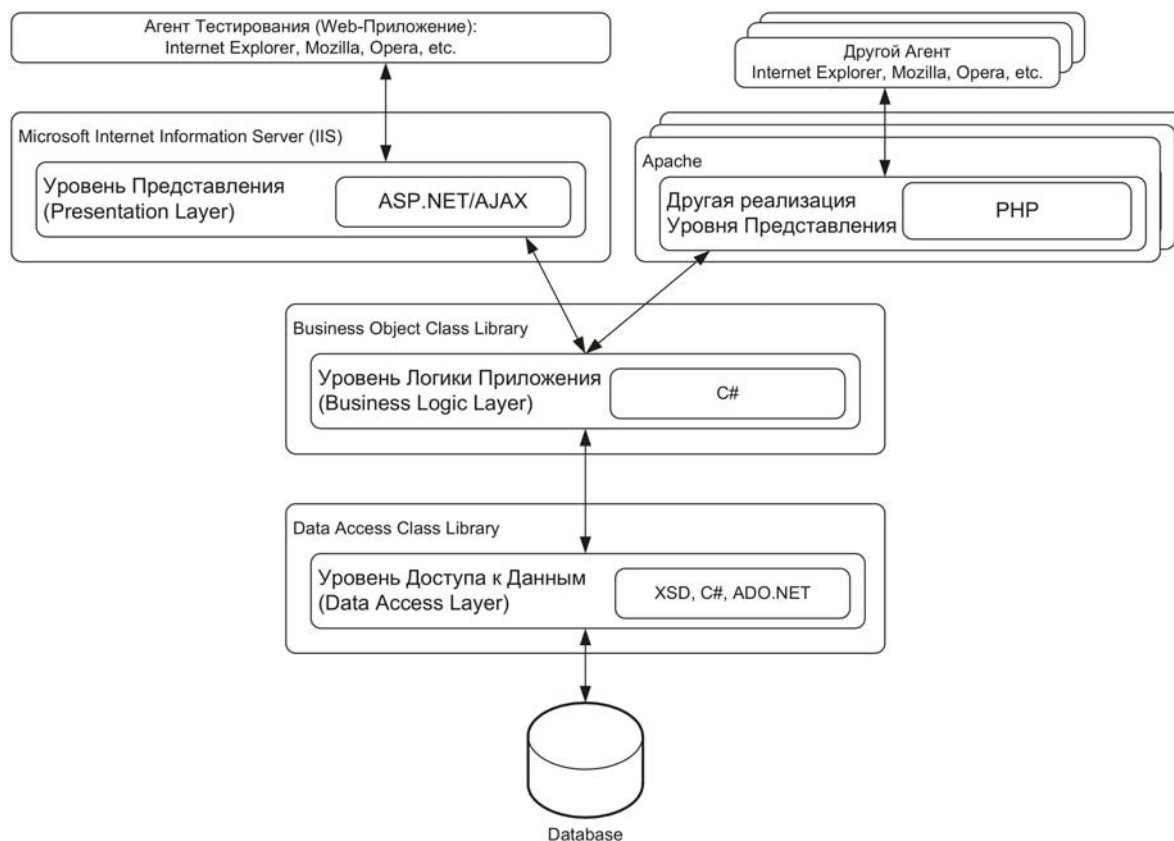 Агент Тестирования (Web-Приложение):
Internet Explorer, Mozilla, Opera, etc.
Другой Агент
Internet Explorer, Mozilla, Opera, etc.
Microsoft Internet Information Server (IIS)
Уровень Представления
(Presentation Layer)
ASP.NET/AJAX
Apache
Другая реализация
Уровня Представления
PHP
Business Object Class Library
Уровень Логики Приложения
(Business Logic Layer)
C#
Data Access Class Library
Уровень Доступа к Данным
(Data Access Layer)
XSD, C#, ADO.NET
Database